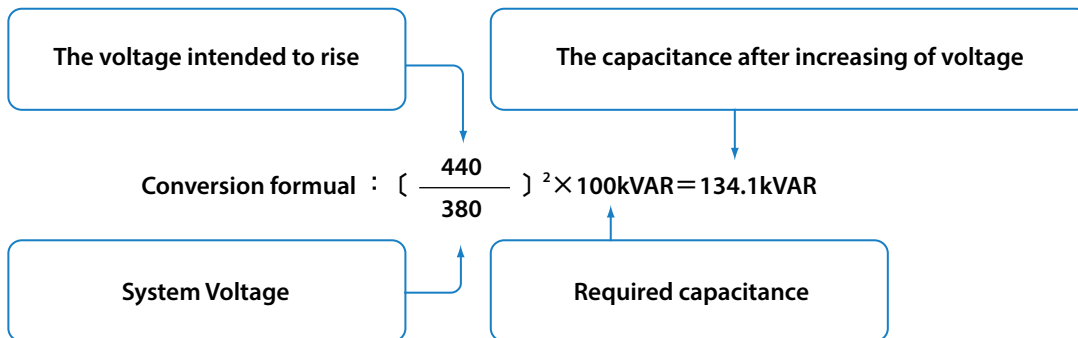 The voltage intended to rise
The capacitance after increasing of voltage
Conversion formual : 〔 440 / 380 〕² ×100kVAR=134.1kVAR
System Voltage
Required capacitance